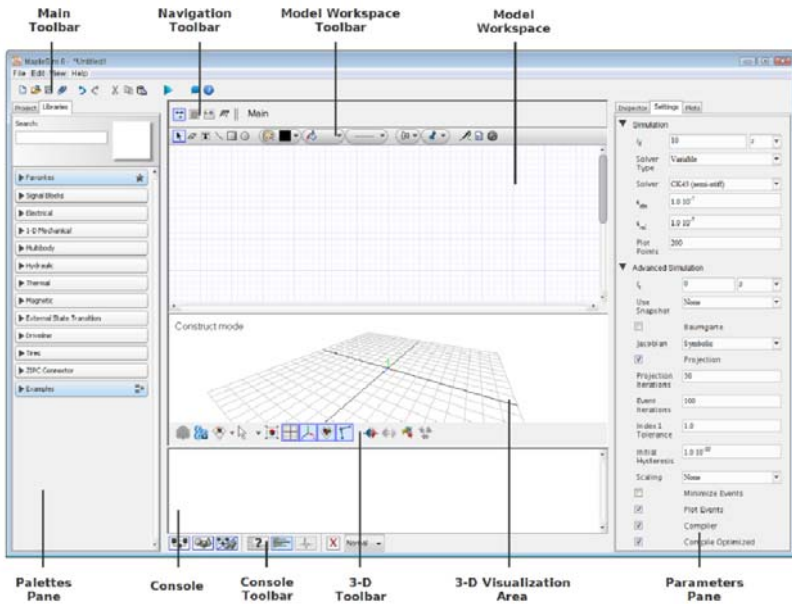 Main
Toolbar
Navigation
Toolbar
Model Workspace
Toolbar
Model
Workspace
MapleSim 6 - *Untitled1
File Edit View Help
Project Libraries
Search:
Favorites
Signal Blocks
Electrical
1-D Mechanical
Multibody
Hydraulic
Thermal
Magnetic
External State Transition
Driveline
Tires
Connector
Examples
Main
Construct mode
Normal
Inspector Settings Plots
Simulation
10
Solver
Type
Variable
Solver
CK45 (semi-stiff)
Plot
Points
200
Advanced Simulation
0
Use
Snapshot
None
Baumgarte
Jacobian
Symbolic
Projection
Projection
Iterations
50
Event
Iterations
100
Index 1
Tolerance
1.0
Initial
Hysteresis
Scaling
None
Minimize Events
Plot Events
Compiler
Compile Optimized
Palettes
Pane
Console
Console
Toolbar
3-D
Toolbar
3-D Visualization
Area
Parameters
Pane